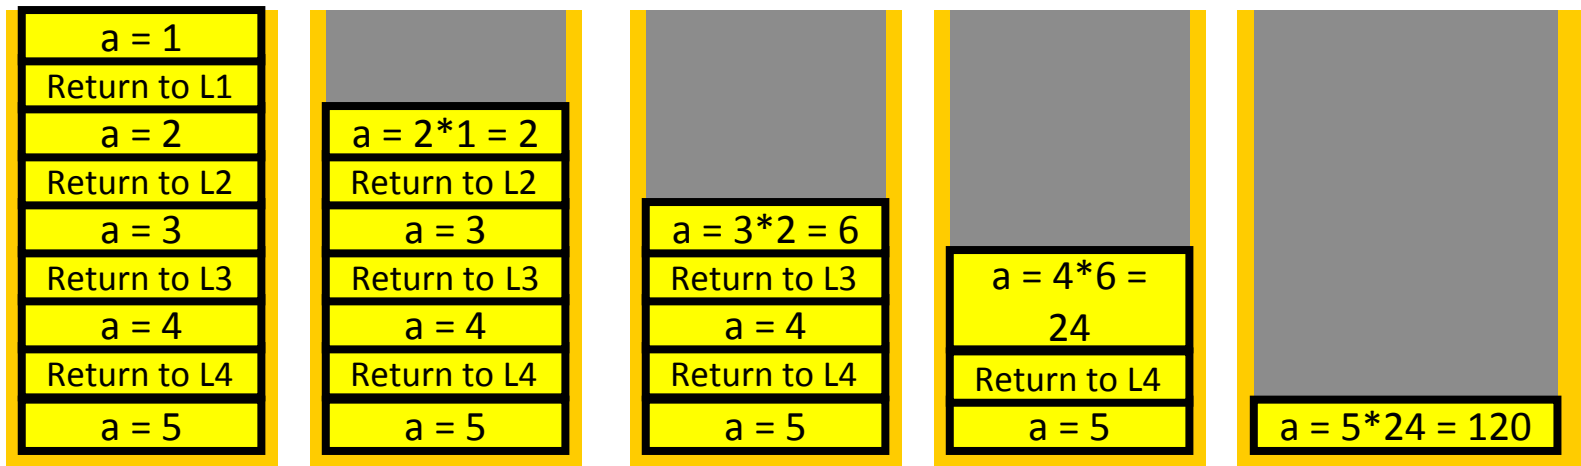 a = 1
Return to L1
a = 2
Return to L2
a = 3
Return to L3
a = 4
Return to L4
a = 5
a = 2*1 = 2
Return to L2
a = 3
Return to L3
a = 4
Return to L4
a = 5
a = 3*2 = 6
Return to L3
a = 4
Return to L4
a = 5
a = 4*6 =
24
Return to L4
a = 5
a = 5*24 = 120